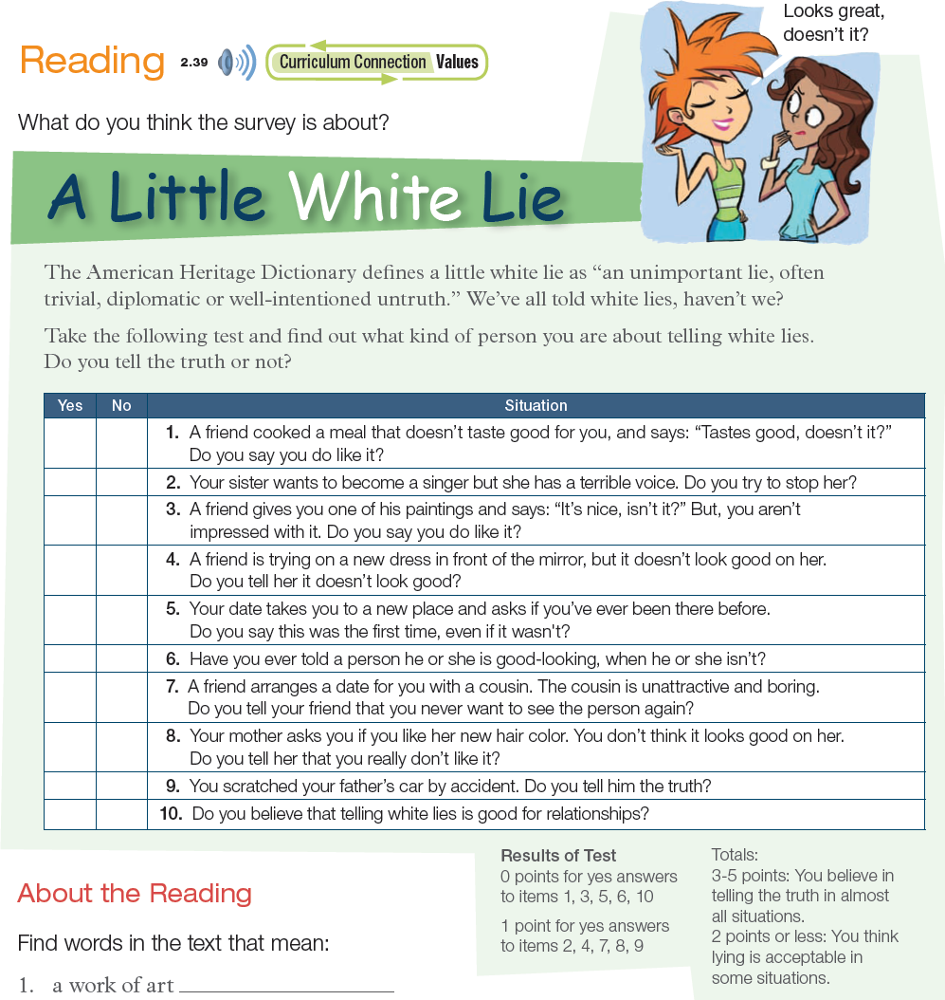 Looks great,
doesn't it?
Reading 2.39 Curriculum Connection Values
What do you think the survey is about?
A Little White Lie
The American Heritage Dictionary defines a little white lie as “an unimportant lie, often
trivial, diplomatic or well-intentioned untruth.” We’ve all told white lies, haven’t we?
Take the following test and find out what kind of person you are about telling white lies.
Do you tell the truth or not?
Yes No Situation
1. A friend cooked a meal that doesn’t taste good for you, and says: “Tastes good, doesn’t it?”
Do you say you do like it?
2. Your sister wants to become a singer but she has a terrible voice. Do you try to stop her?
3. A friend gives you one of his paintings and says: “It’s nice, isn’t it?” But, you aren’t
impressed with it. Do you say you do like it?
4. A friend is trying on a new dress in front of the mirror, but it doesn’t look good on her.
Do you tell her it doesn’t look good?
5. Your date takes you to a new place and asks if you’ve ever been there before.
Do you say this was the first time, even if it wasn't?
6. Have you ever told a person he or she is good-looking, when he or she isn’t?
7. A friend arranges a date for you with a cousin. The cousin is unattractive and boring.
Do you tell your friend that you never want to see the person again?
8. Your mother asks you if you like her new hair color. You don’t think it looks good on her.
Do you tell her that you really don’t like it?
9. You scratched your father’s car by accident. Do you tell him the truth?
10. Do you believe that telling white lies is good for relationships?
Results of Test
0 points for yes answers
to items 1, 3, 5, 6, 10
1 point for yes answers
to items 2, 4, 7, 8, 9
Totals:
3-5 points: You believe in
telling the truth in almost
all situations.
2 points or less: You think
lying is acceptable in
some situations.
About the Reading
Find words in the text that mean:
1. a work of art